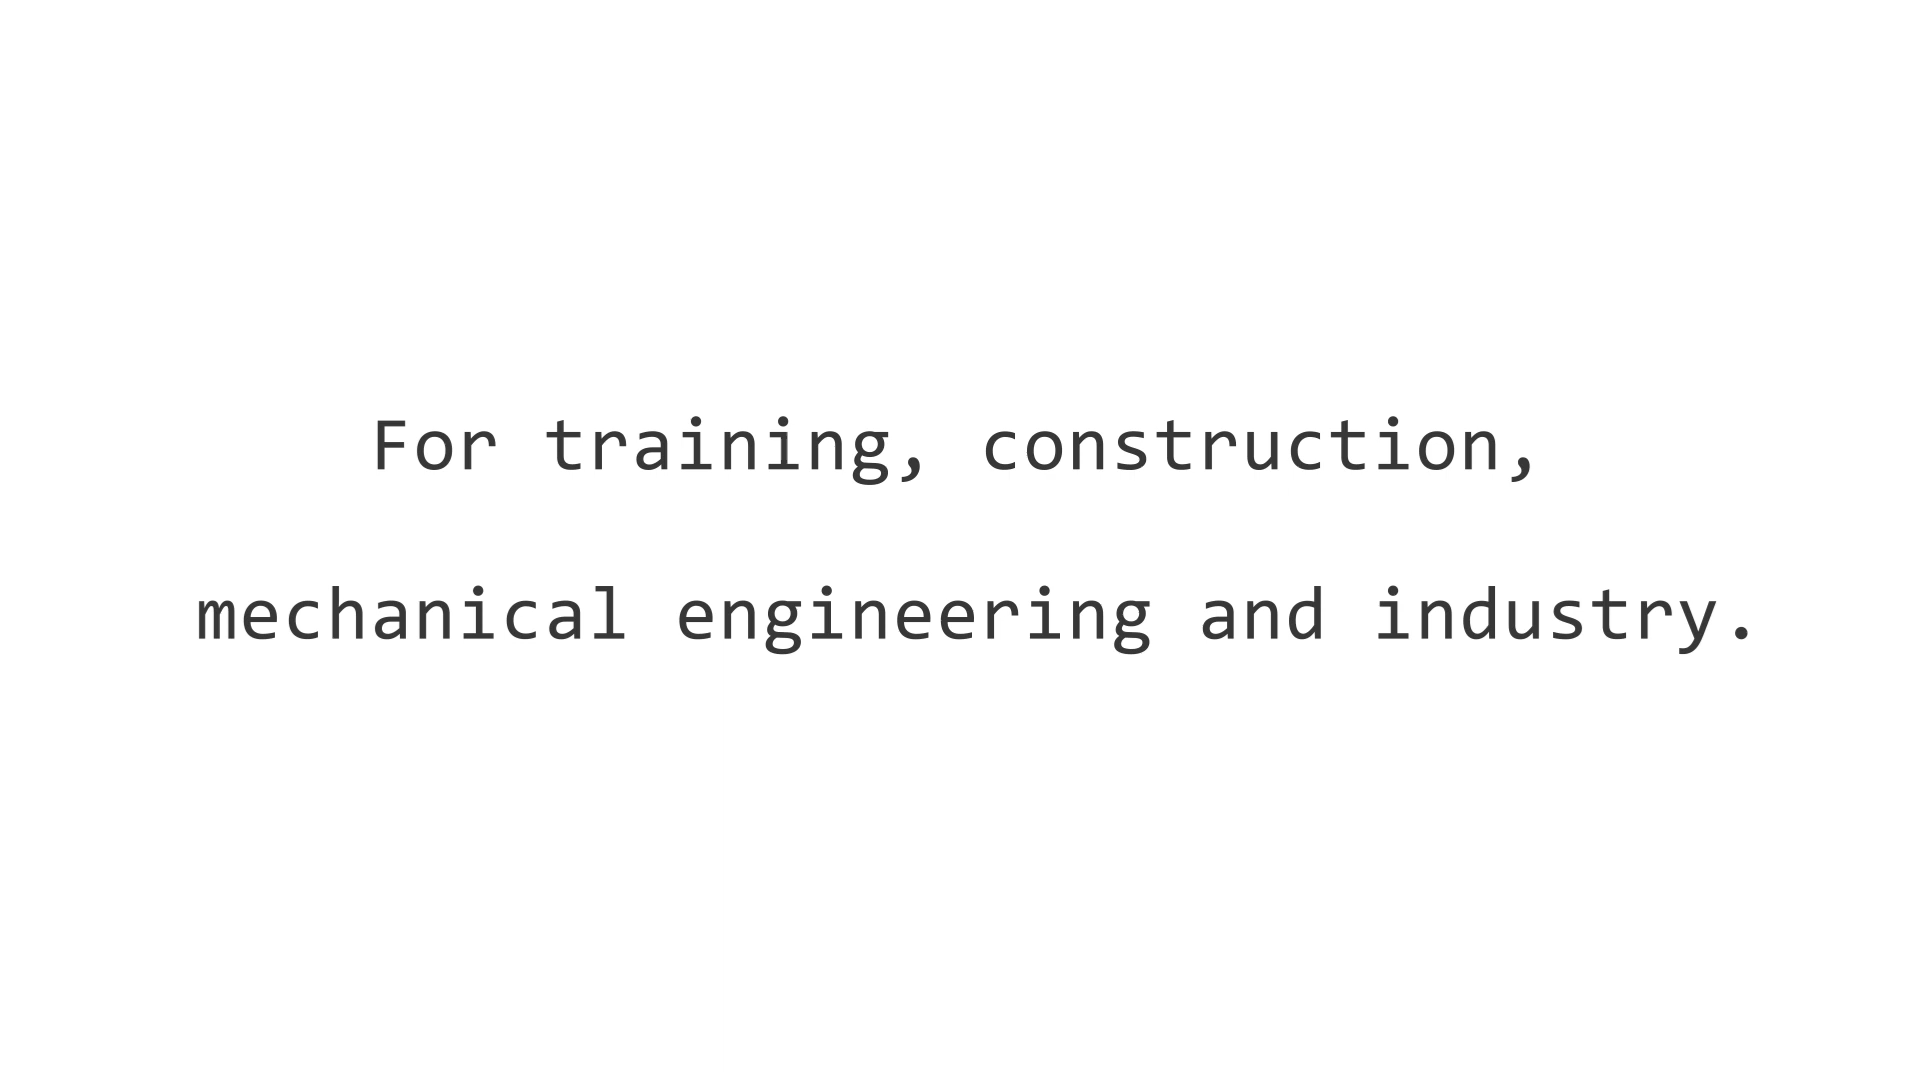 For training, construction,
mechanical engineering and industry.